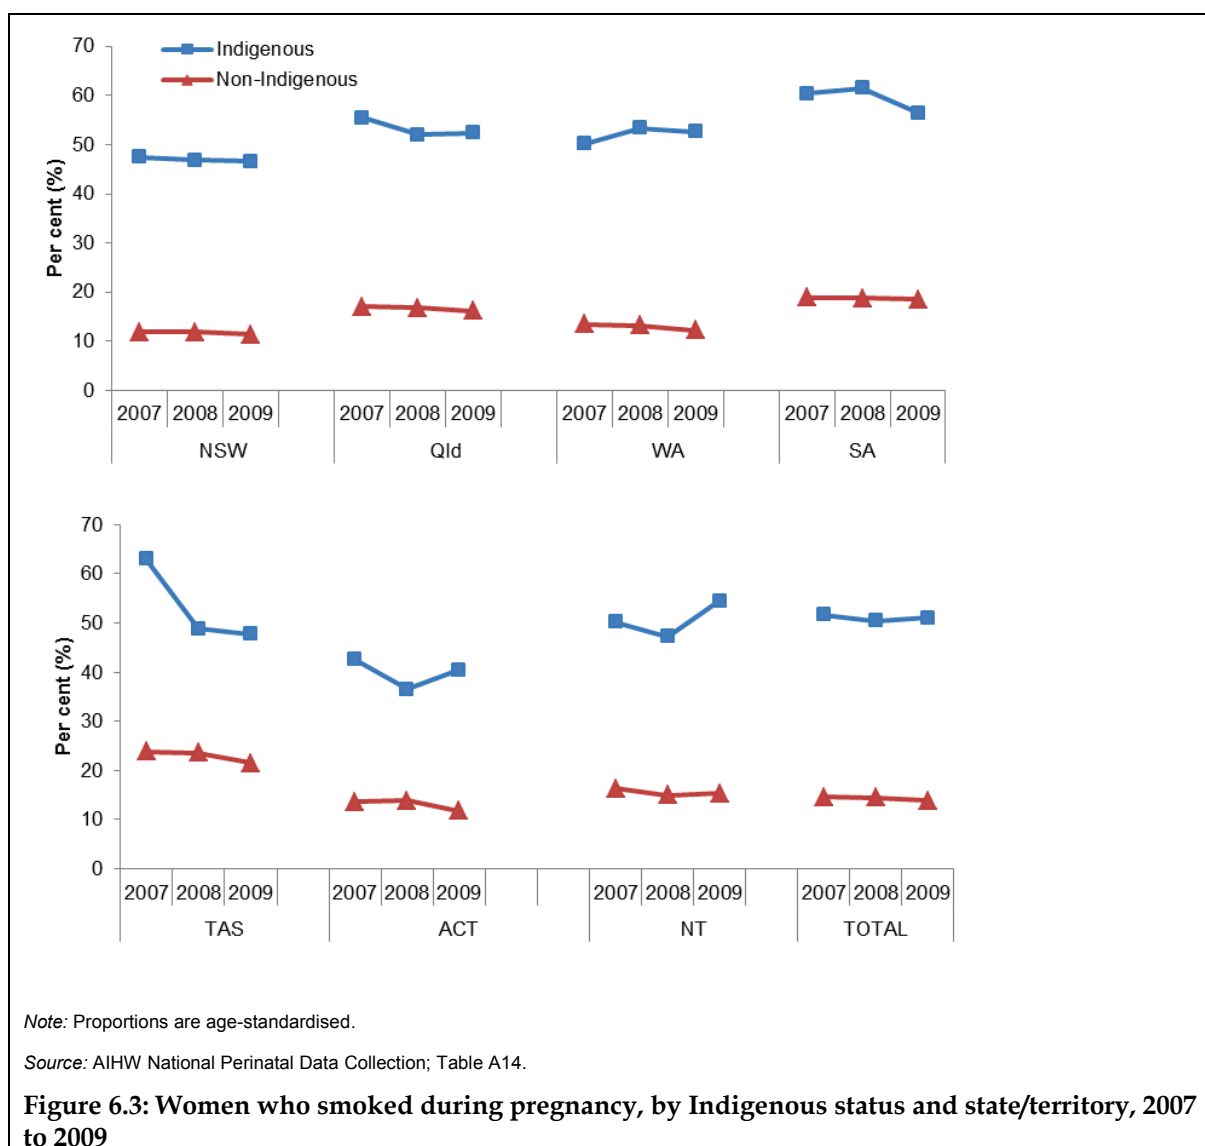 70
Indigenous
Non-Indigenous
60
50
40
30
20
10
0
Per cent (%)
2007 2008 2009 2007 2008 2009 2007 2008 2009 2007 2008 2009
NSW Qld WA SA
70
60
50
40
30
20
10
0
Per cent (%)
2007 2008 2009 2007 2008 2009 2007 2008 2009 2007 2008 2009
TAS ACT NT TOTAL
Note: Proportions are age-standardised.
Source: AIHW National Perinatal Data Collection; Table A14.
Figure 6.3: Women who smoked during pregnancy, by Indigenous status and state/territory, 2007
to 2009